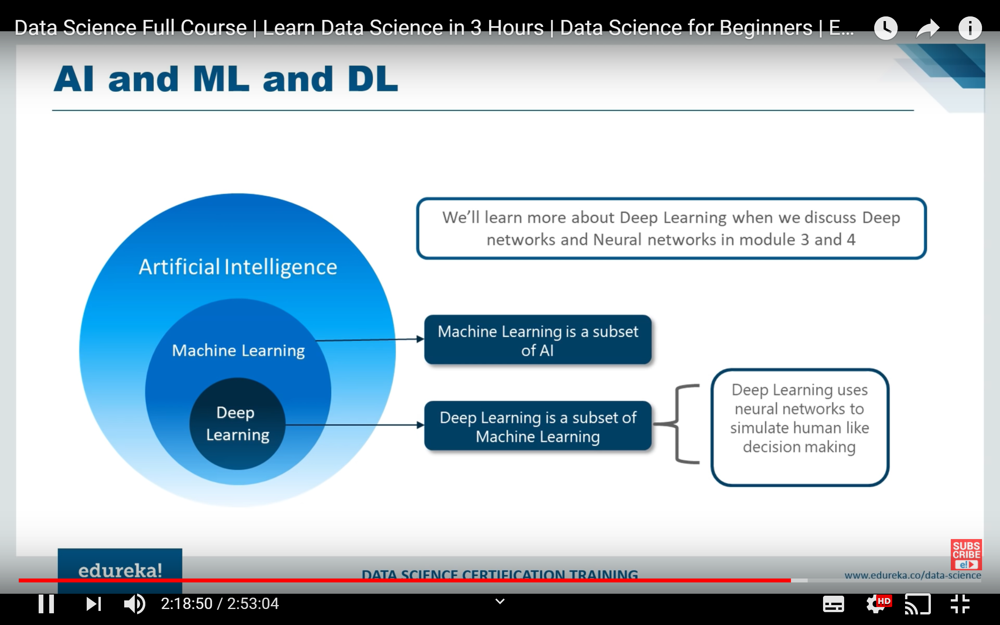 Data Science Full Course | Learn Data Science in 3 Hours | Data Science for Beginners | E...
AI and ML and DL
We'll learn more about Deep Learning when we discuss Deep
networks and Neural networks in module 3 and 4
Artificial Intelligence
Machine Learning
Deep
Learning
Machine Learning is a subset
of AI
Deep Learning is a subset of
Machine Learning
Deep Learning uses
neural networks to
simulate human like
decision making
SUBS
CRIBE
e!
edureka!
DATA SCIENCE CERTIFICATION TRAINING
www.edureka.co/data-science
2:18:50 / 2:53:04
HD